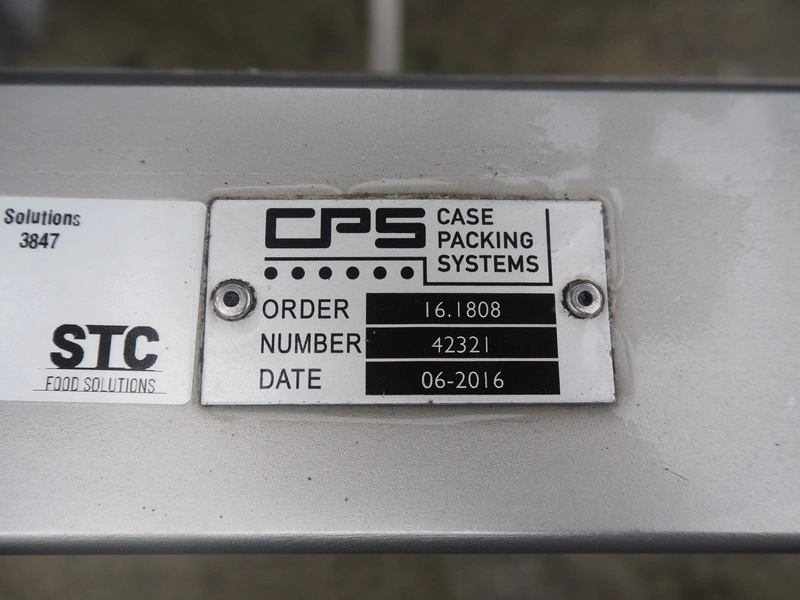 Solutions
3847
STC
FOOD SOLUTIONS
CPS CASE
PACKING
SYSTEMS
ORDER 16.1808
NUMBER 42321
DATE 06-2016